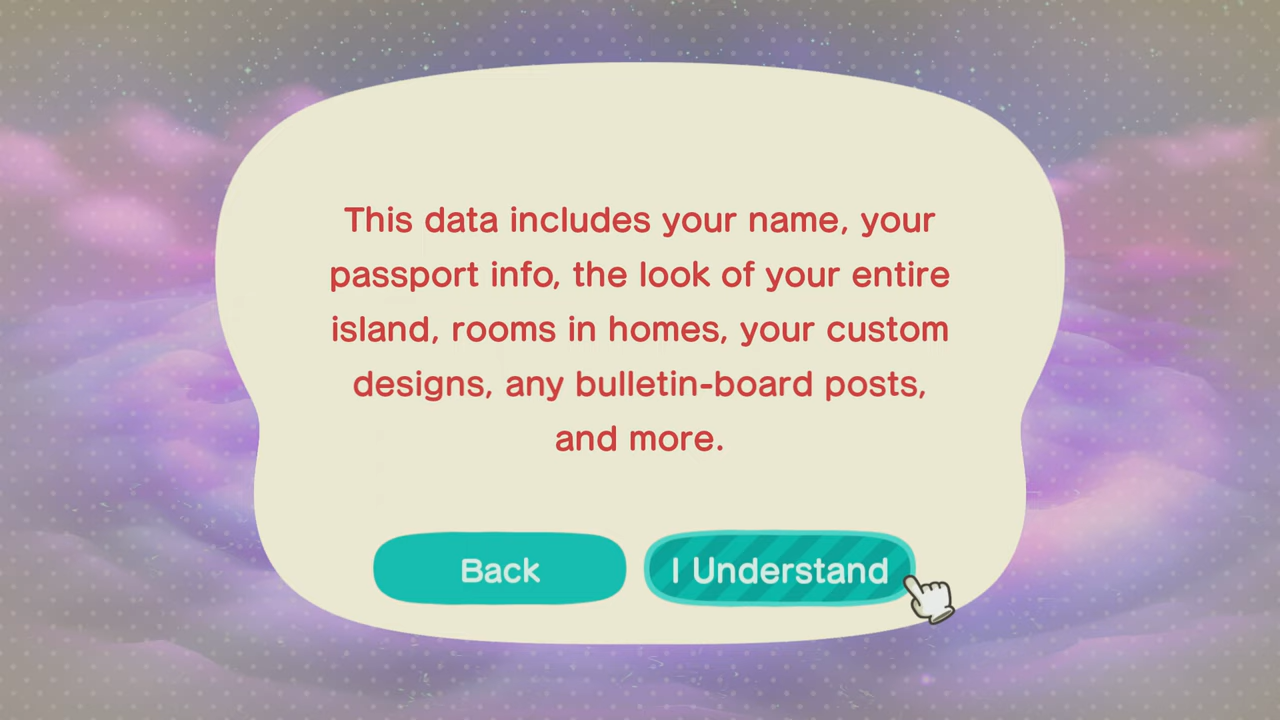 This data includes your name, your
passport info, the look of your entire
island, rooms in homes, your custom
designs, any bulletin-board posts,
and more.
Back
I Understand